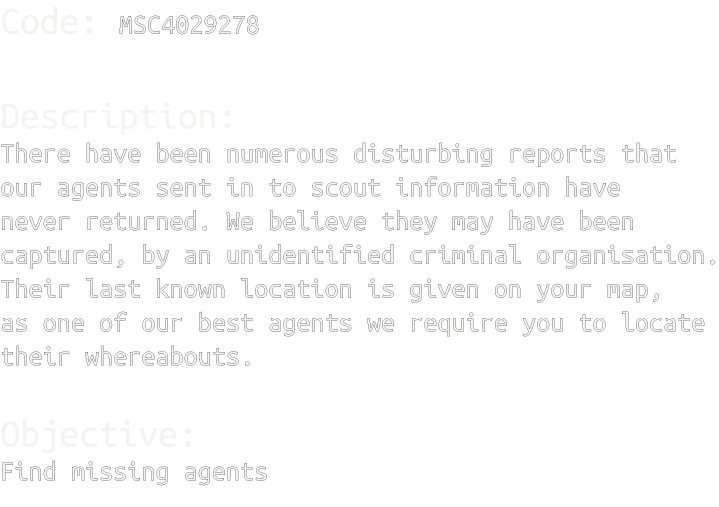 Code: MSC4029278
Description:
There have been numerous disturbing reports that
our agents sent in to scout information have
never returned. We believe they may have been
captured, by an unidentified criminal organisation.
Their last known location is given on your map,
as one of our best agents we require you to locate
their whereabouts.
Objective:
Find missing agents